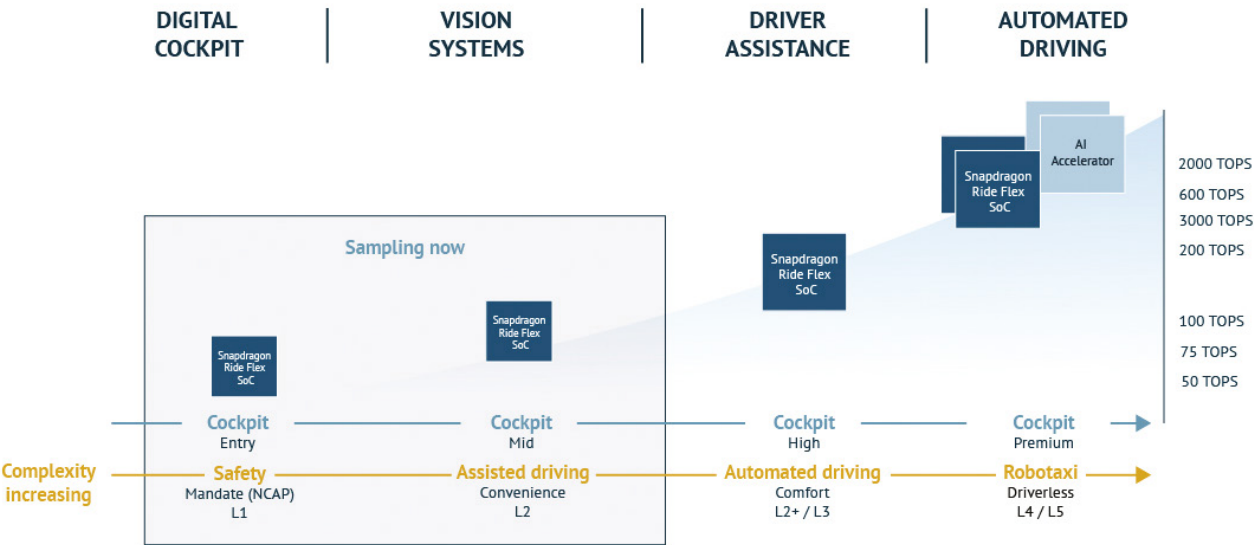 DIGITAL
COCKPIT
VISION
SYSTEMS
DRIVER
ASSISTANCE
AUTOMATED
DRIVING
AI
Accelerator
Snapdragon
Ride Flex
SoC
2000 TOPS
600 TOPS
3000 TOPS
200 TOPS
100 TOPS
75 TOPS
50 TOPS
Sampling now
Snapdragon
Ride Flex
SoC
Snapdragon
Ride Flex
SoC
Snapdragon
Ride Flex
SoC
Cockpit
Entry
Cockpit
Mid
Cockpit
High
Cockpit
Premium
Complexity
increasing
Safety
Mandate (NCAP)
L1
Assisted driving
Convenience
L2
Automated driving
Comfort
L2+ / L3
Robotaxi
Driverless
L4 / L5